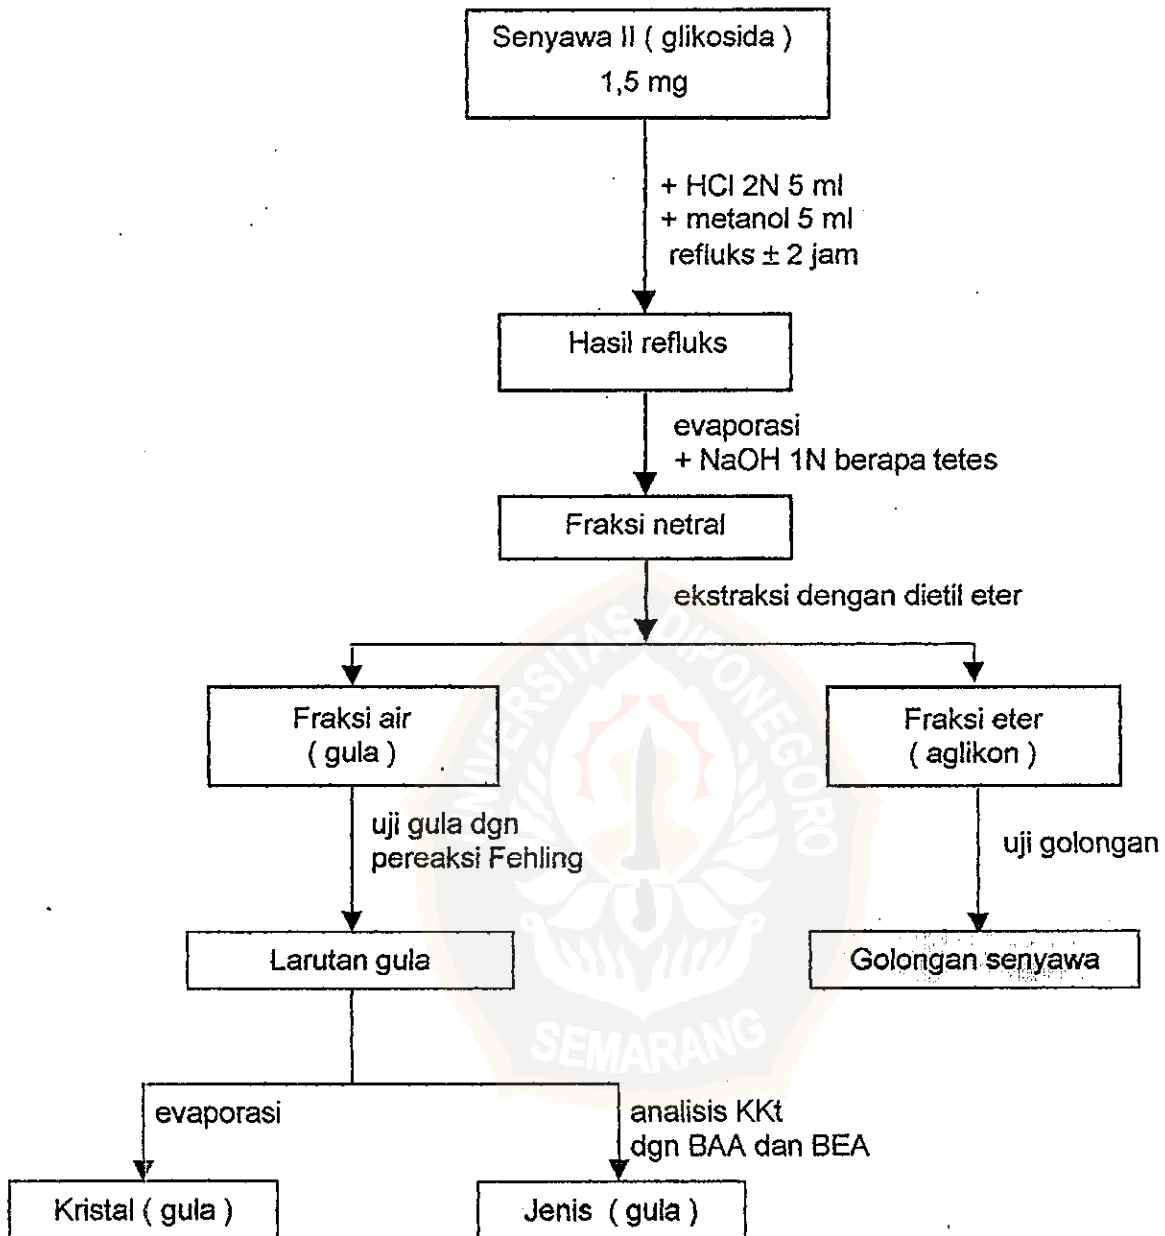 Senyawa II ( glikosida )
1,5 mg
+ HCl 2N 5 ml
+ metanol 5 ml
refluks ± 2 jam
Hasil refluks
evaporasi
+ NaOH 1N berapa tetes
Fraksi netral
ekstraksi dengan dietil eter
Fraksi air
( gula )
Fraksi eter
( aglikon )
uji gula dgn
pereaksi Fehling
uji golongan
Larutan gula
Golongan senyawa
evaporasi
analisis KKt
dgn BAA dan BEA
Kristal ( gula )
Jenis ( gula )
UNIVERSITAS DIPONEGORO
SEMARANG